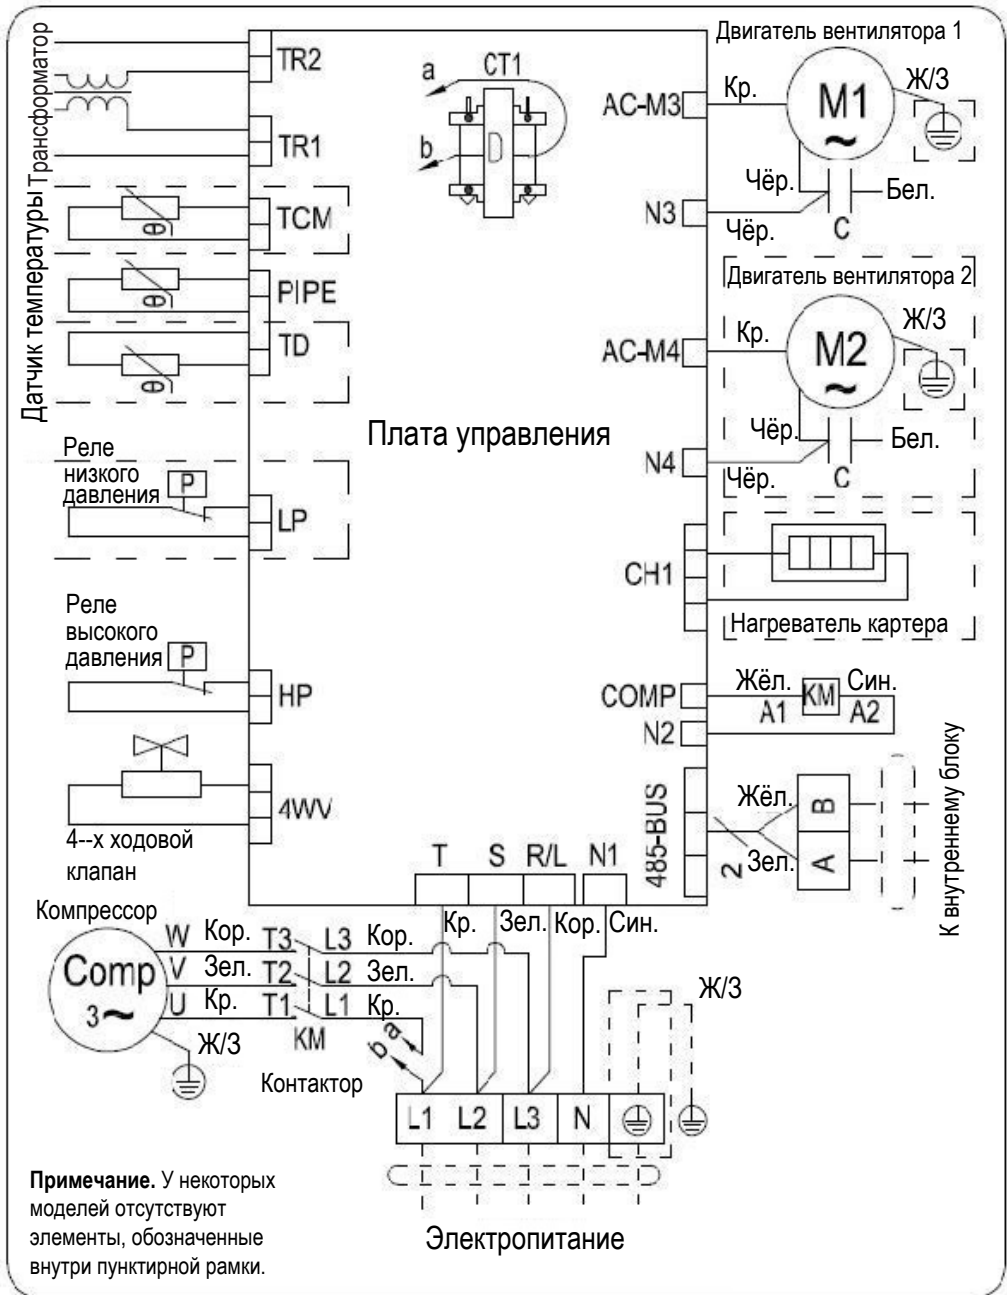 Трансформатор
Датчик температуры
TR2
TR1
TCM
θ
PIPE
θ
TD
θ
Реле
низкого
давления
P
LP
Реле
высокого
давления
P
HP
4WV
4--х ходовой
клапан
CT1
a
b
D
Плата управления
Двигатель вентилятора 1
AC-M3
Кр.
M1
~
Ж/З
Чёр.
Бел.
N3
Чёр.
C
Двигатель вентилятора 2
AC-M4
Кр.
M2
~
Ж/З
Чёр.
Бел.
N4
Чёр.
C
CH1
Нагреватель картера
COMP
Жёл.
KM
Син.
A1
A2
N2
485-BUS
2
Жёл.
B
Зел.
A
К внутреннему блоку
T S R/L N1
Кр. Зел. Кор. Син.
Компрессор
Comp
3~
W Кор. T3 L3 Кор.
V Зел. T2 L2 Зел.
U Кр. T1 L1 Кр.
Ж/З
KM
Контактор
a
b
Ж/З
L1 L2 L3 N
Электропитание
Примечание. У некоторых
моделей отсутствуют
элементы, обозначенные
внутри пунктирной рамки.